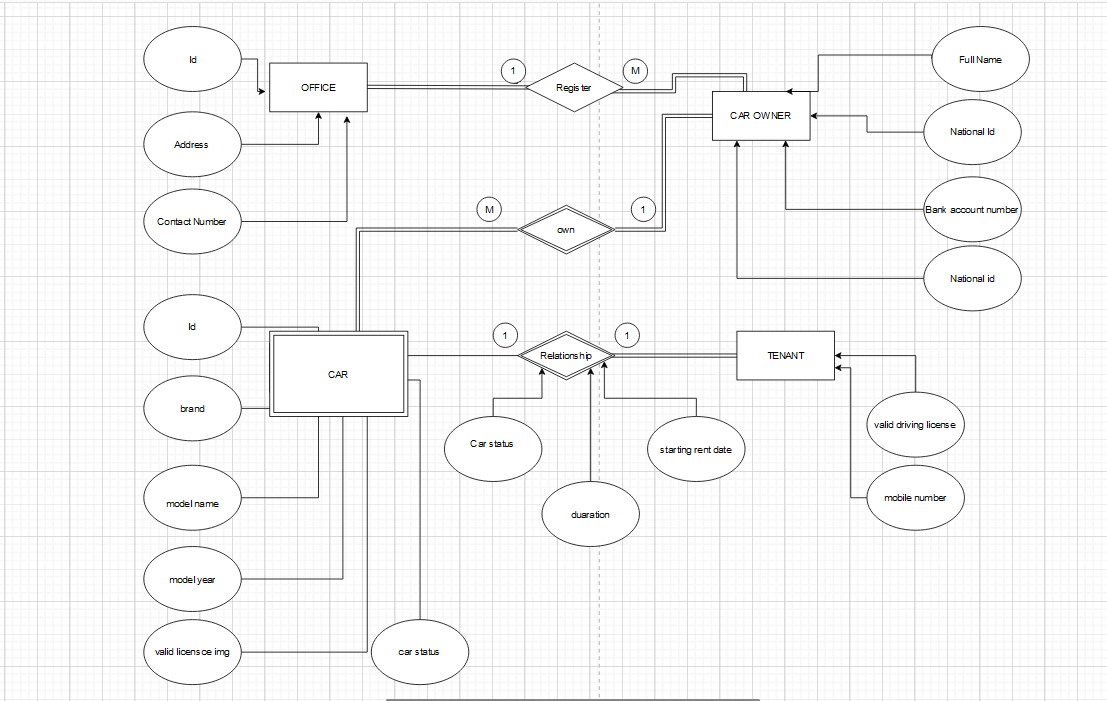 Id
Full Name
1
M
OFFICE
Register
CAR OWNER
National Id
Address
Contact Number
M
1
Bank account number
own
National id
Id
1
1
CAR
Relationship
TENANT
brand
valid driving license
Car status
starting rent date
model name
mobile number
duaration
model year
valid licensce img
car status